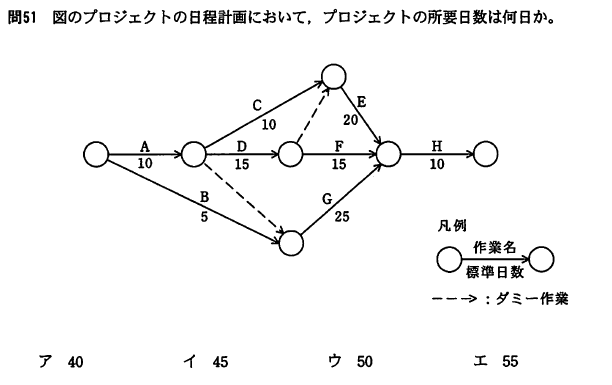 問51 図のプロジェクトの日程計画において，プロジェクトの所要日数は何日か。
C
10
E
20
A
10
D
15
F
15
H
10
B
5
G
25
凡例
作業名
標準日数
：ダミー作業
ア 40 イ 45 ウ 50 エ 55